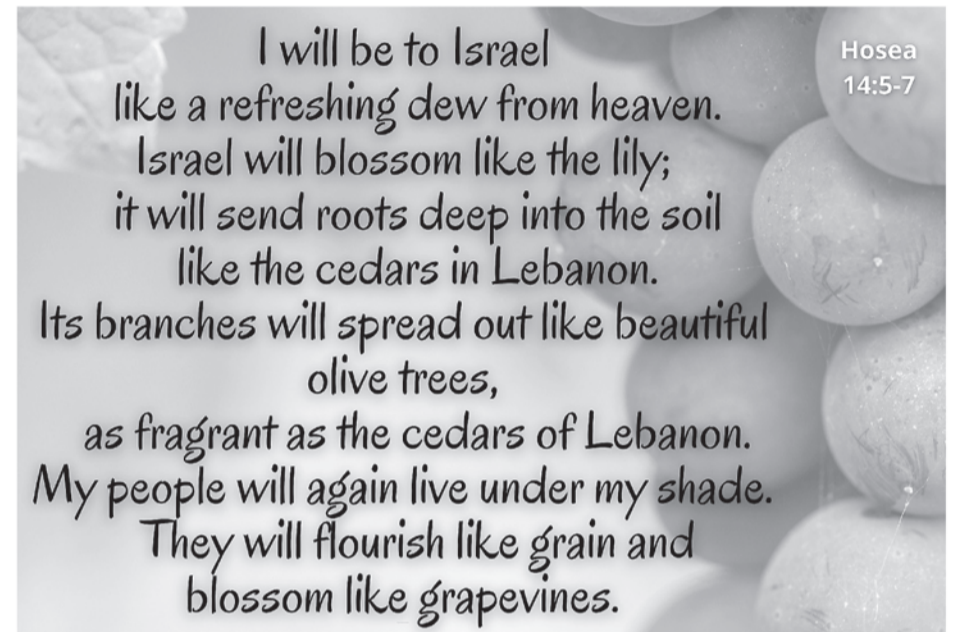 I will be to Israel
like a refreshing dew from heaven.
Israel will blossom like the lily;
it will send roots deep into the soil
like the cedars in Lebanon.
Its branches will spread out like beautiful
olive trees,
as fragrant as the cedars of Lebanon.
My people will again live under my shade.
They will flourish like grain and
blossom like grapevines.
Hosea
14:5-7